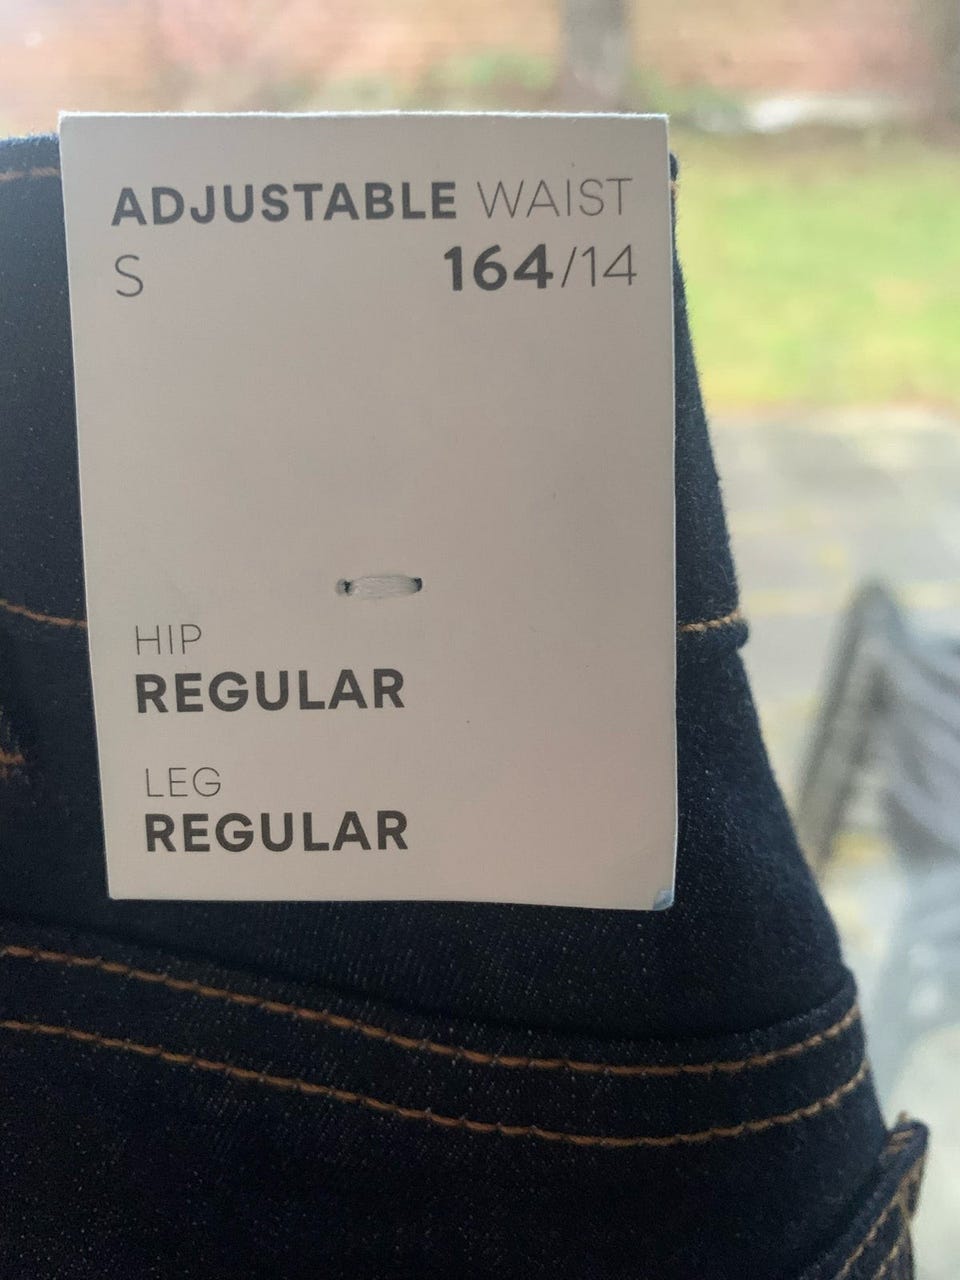 ADJUSTABLE WAIST
S 164/14
HIP
REGULAR
LEG
REGULAR